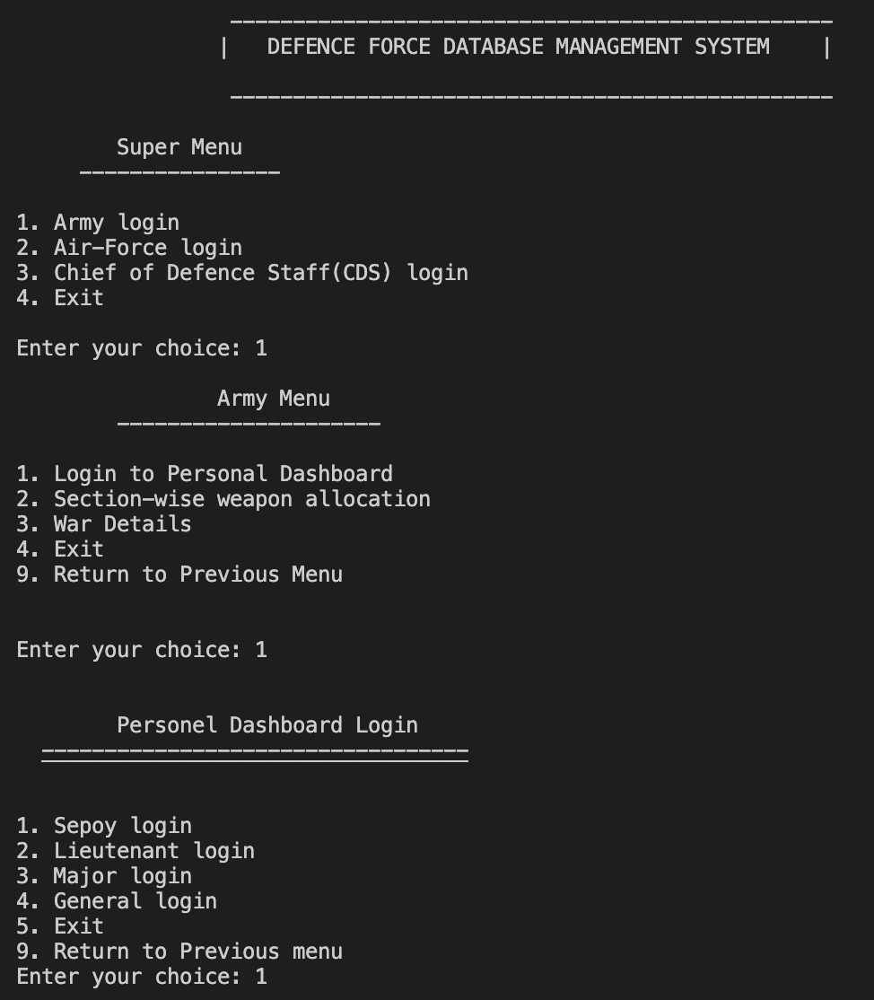 ------------------------------------------------
|   DEFENCE FORCE DATABASE MANAGEMENT SYSTEM    |
------------------------------------------------
Super Menu
----------------
1. Army login
2. Air-Force login
3. Chief of Defence Staff(CDS) login
4. Exit
Enter your choice: 1
Army Menu
---------------------
1. Login to Personal Dashboard
2. Section-wise weapon allocation
3. War Details
4. Exit
9. Return to Previous Menu
Enter your choice: 1
Personel Dashboard Login
----------------------------------
__________________________________
1. Sepoy login
2. Lieutenant login
3. Major login
4. General login
5. Exit
9. Return to Previous menu
Enter your choice: 1